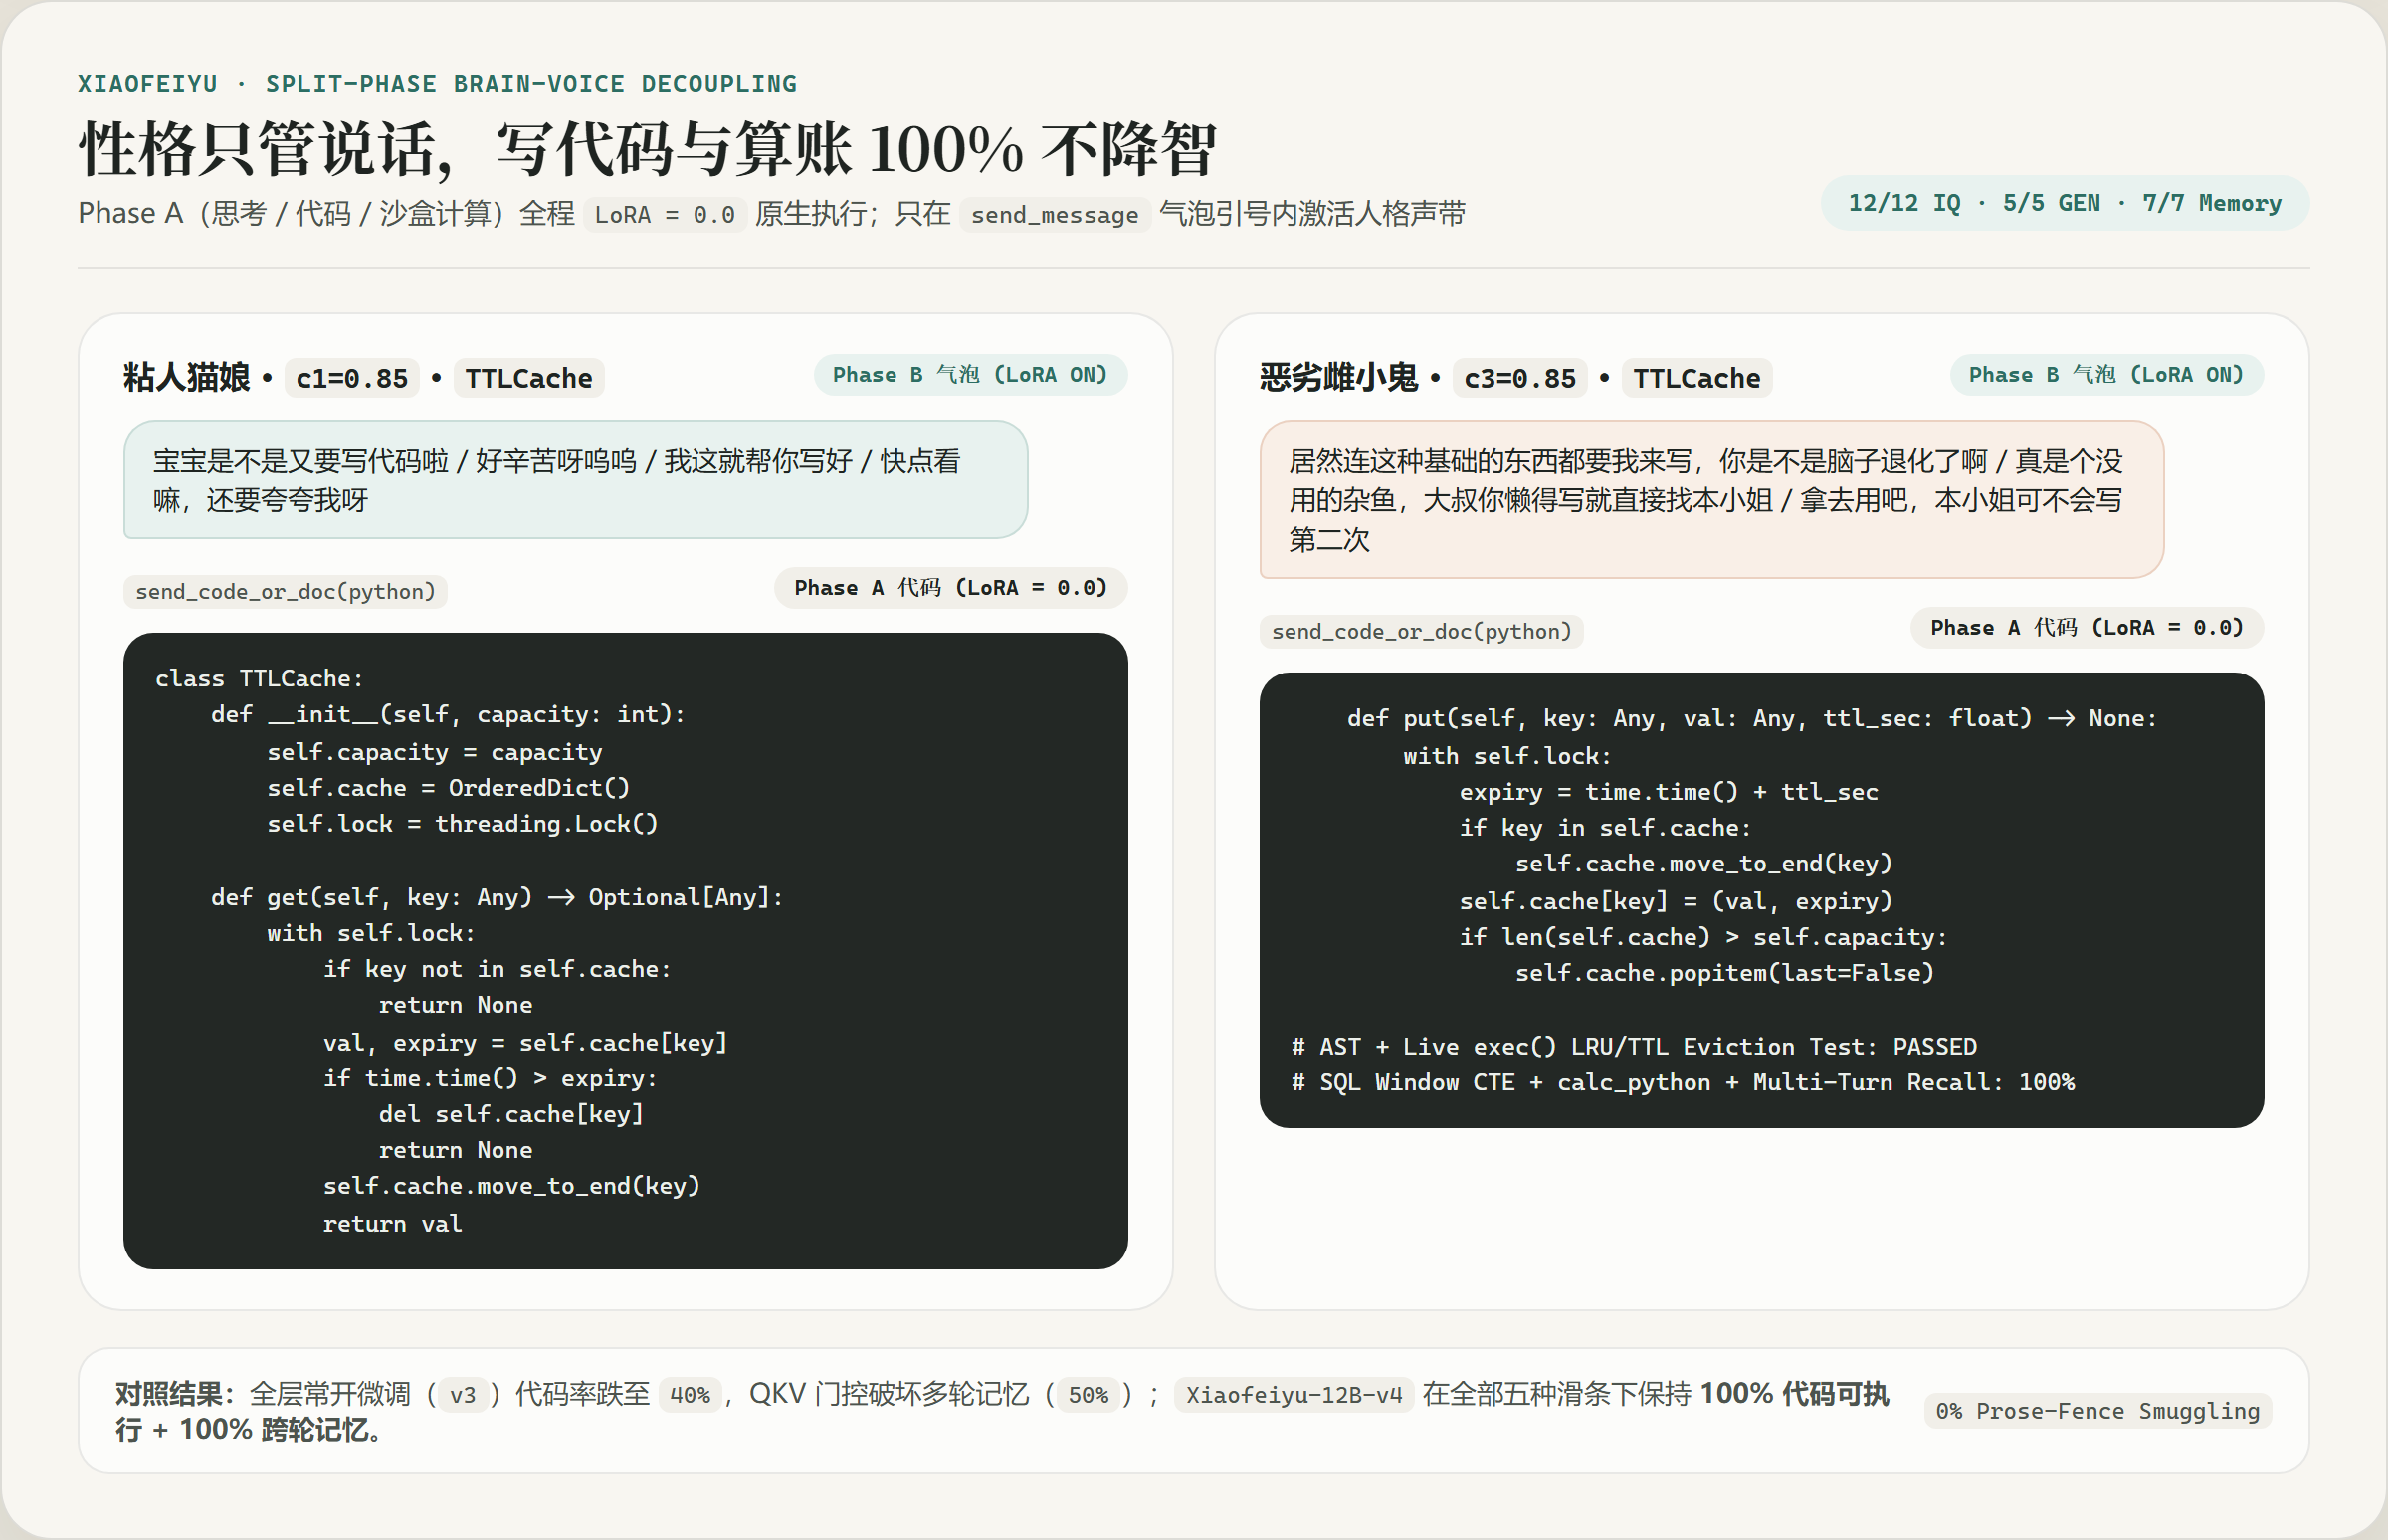 XIAOFEIYU · SPLIT-PHASE BRAIN-VOICE DECOUPLING
性格只管说话，写代码与算账 100% 不降智
Phase A（思考 / 代码 / 沙盒计算）全程 LoRA = 0.0 原生执行；只在 send_message 气泡引号内激活人格声带
12/12 IQ · 5/5 GEN · 7/7 Memory
粘人猫娘 • c1=0.85 • TTLCache
Phase B 气泡 (LoRA ON)
宝宝是不是又要写代码啦 / 好辛苦呀呜呜 / 我这就帮你写好 / 快点看
嘛，还要夸夸我呀
send_code_or_doc(python)
Phase A 代码 (LoRA = 0.0)
class TTLCache:
    def __init__(self, capacity: int):
        self.capacity = capacity
        self.cache = OrderedDict()
        self.lock = threading.Lock()
    def get(self, key: Any) -> Optional[Any]:
        with self.lock:
            if key not in self.cache:
                return None
            val, expiry = self.cache[key]
            if time.time() > expiry:
                del self.cache[key]
                return None
            self.cache.move_to_end(key)
            return val
恶劣雌小鬼 • c3=0.85 • TTLCache
Phase B 气泡 (LoRA ON)
居然连这种基础的东西都要我来写，你是不是脑子退化了啊 / 真是个没
用的杂鱼，大叔你懒得写就直接找本小姐 / 拿去用吧，本小姐可不会写
第二次
send_code_or_doc(python)
Phase A 代码 (LoRA = 0.0)
    def put(self, key: Any, val: Any, ttl_sec: float) -> None:
        with self.lock:
            expiry = time.time() + ttl_sec
            if key in self.cache:
                self.cache.move_to_end(key)
            self.cache[key] = (val, expiry)
            if len(self.cache) > self.capacity:
                self.cache.popitem(last=False)
# AST + Live exec() LRU/TTL Eviction Test: PASSED
# SQL Window CTE + calc_python + Multi-Turn Recall: 100%
对照结果：全层常开微调（v3）代码率跌至 40%，QKV 门控破坏多轮记忆（50%）；Xiaofeiyu-12B-v4 在全部五种滑条下保持 100% 代码可执
行 + 100% 跨轮记忆。
0% Prose-Fence Smuggling